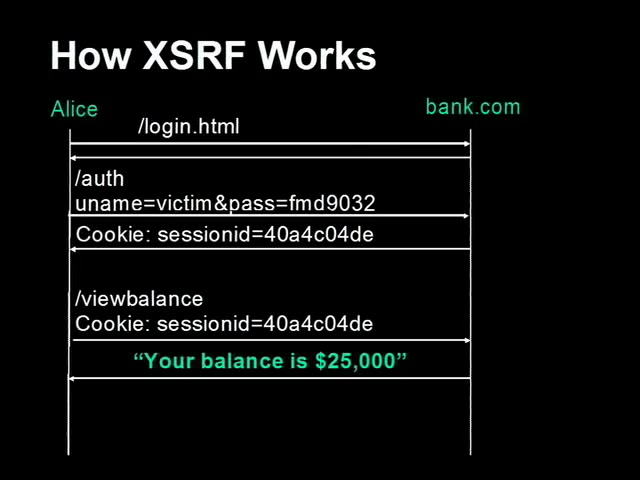 How XSRF Works
Alice
bank.com
/login.html
/auth
uname=victim&pass=fmd9032
Cookie: sessionid=40a4c04de
/viewbalance
Cookie: sessionid=40a4c04de
“Your balance is $25,000”